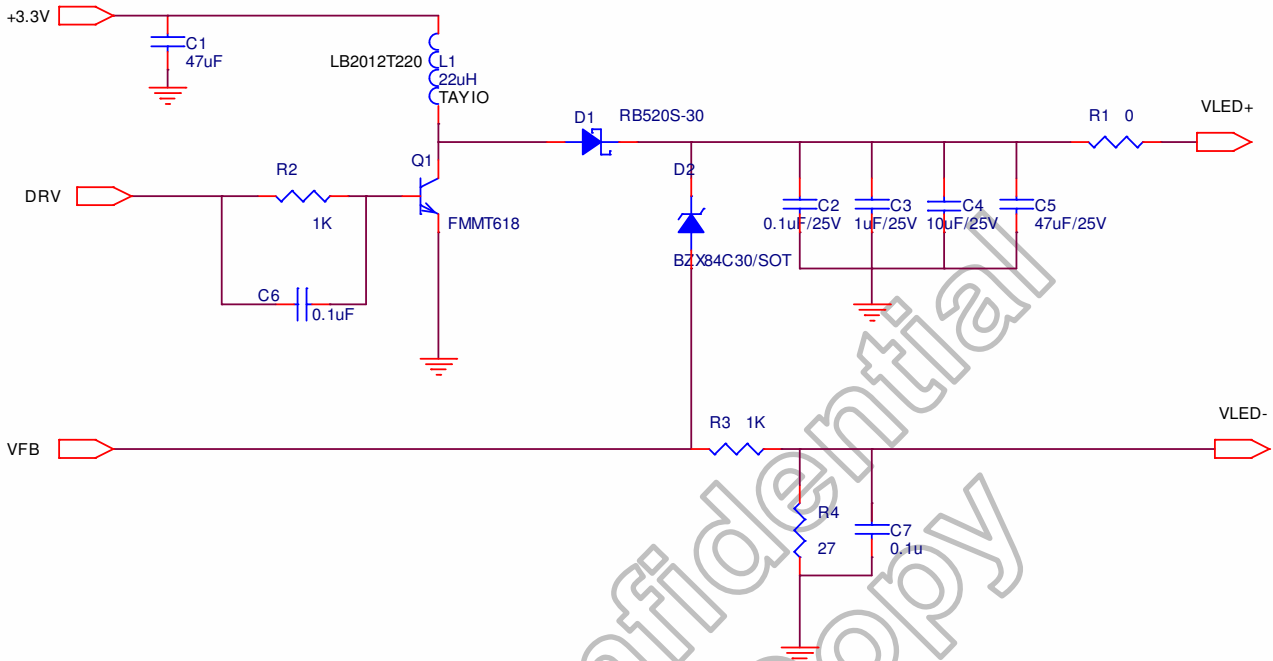 +3.3V
C1
47uF
LB2012T220
L1
22uH
TAYIO
D1
RB520S-30
R1 0
VLED+
R2
1K
Q1
FMMT618
DRV
C6
0.1uF
D2
BZX84C30/SOT
C2
0.1uF/25V
C3
1uF/25V
C4
10uF/25V
C5
47uF/25V
VFB
R3 1K
VLED-
R4
27
C7
0.1u
nfidential
opy